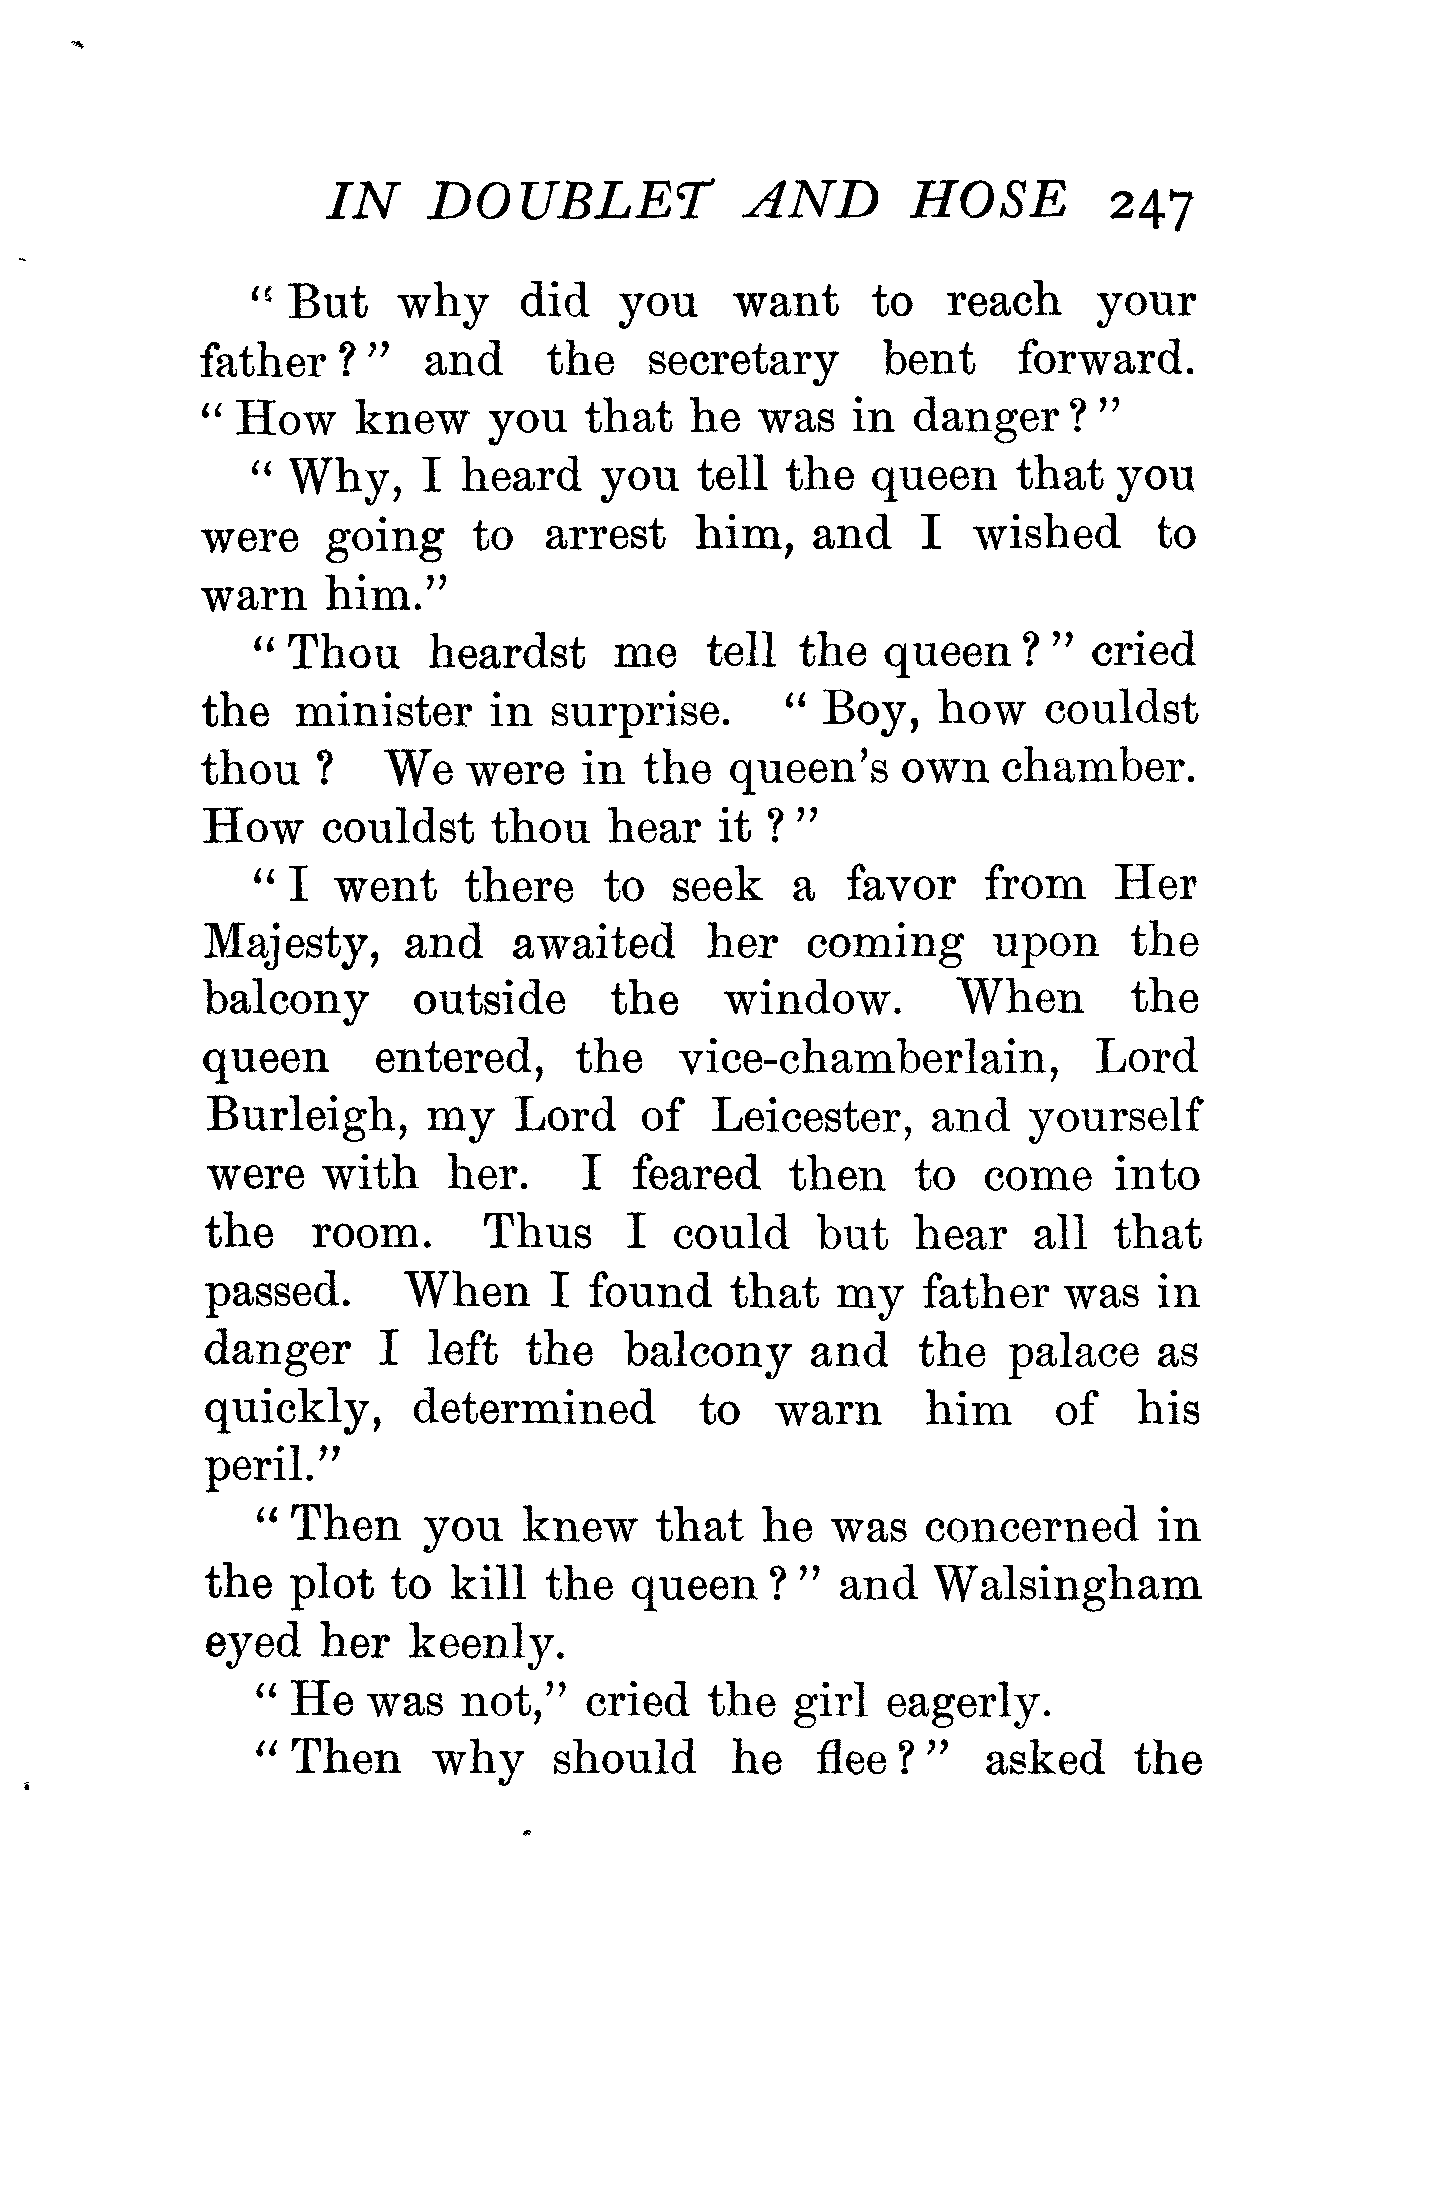 IN DOUBLET AND HOSE 247
" But why did you want to reach your
father ? " and the secretary bent forward.
" How knew you that he was in danger ? "
" Why, I heard you tell the queen that you
were going to arrest him, and I wished to
warn him."
" Thou heardst me tell the queen ? " cried
the minister in surprise. " Boy, how couldst
thou ? We were in the queen's own chamber.
How couldst thou hear it ? "
" I went there to seek a favor from Her
Majesty, and awaited her coming upon the
balcony outside the window. When the
queen entered, the vice-chamberlain, Lord
Burleigh, my Lord of Leicester, and yourself
were with her. I feared then to come into
the room. Thus I could but hear all that
passed. When I found that my father was in
danger I left the balcony and the palace as
quickly, determined to warn him of his
peril."
" Then you knew that he was concerned in
the plot to kill the queen ? " and Walsingham
eyed her keenly.
" He was not," cried the girl eagerly.
" Then why should he flee ? " asked the